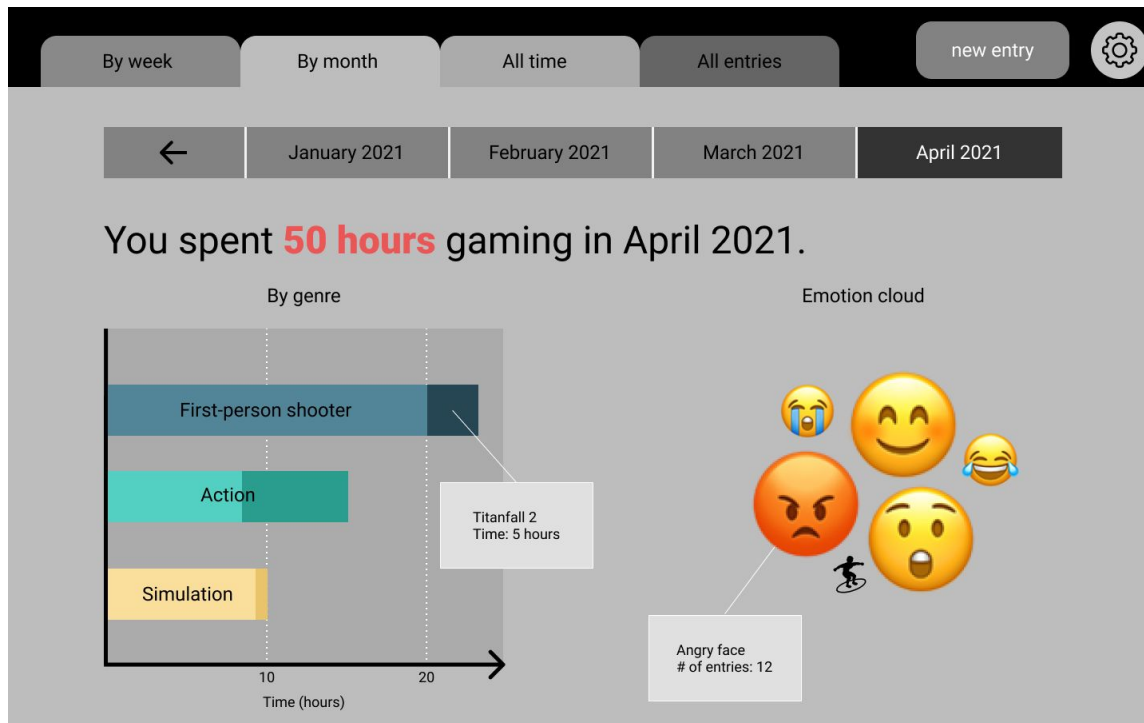 By week
By month
All time
All entries
new entry
January 2021
February 2021
March 2021
April 2021
You spent 50 hours gaming in April 2021.
By genre
First-person shooter
Action
Simulation
Titanfall 2
Time: 5 hours
10
20
Time (hours)
Emotion cloud
Angry face
# of entries: 12